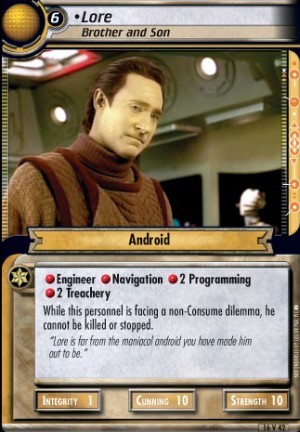 6
•Lore
Brother and Son
Android
Engineer Navigation 2 Programming
2 Treachery
While this personnel is facing a non-Consume dilemma, he
cannot be killed or stopped.
"Lore is far from the maniacal android you have made him
out to be."
INTEGRITY 1
CUNNING 10
STRENGTH 10
16 V 49